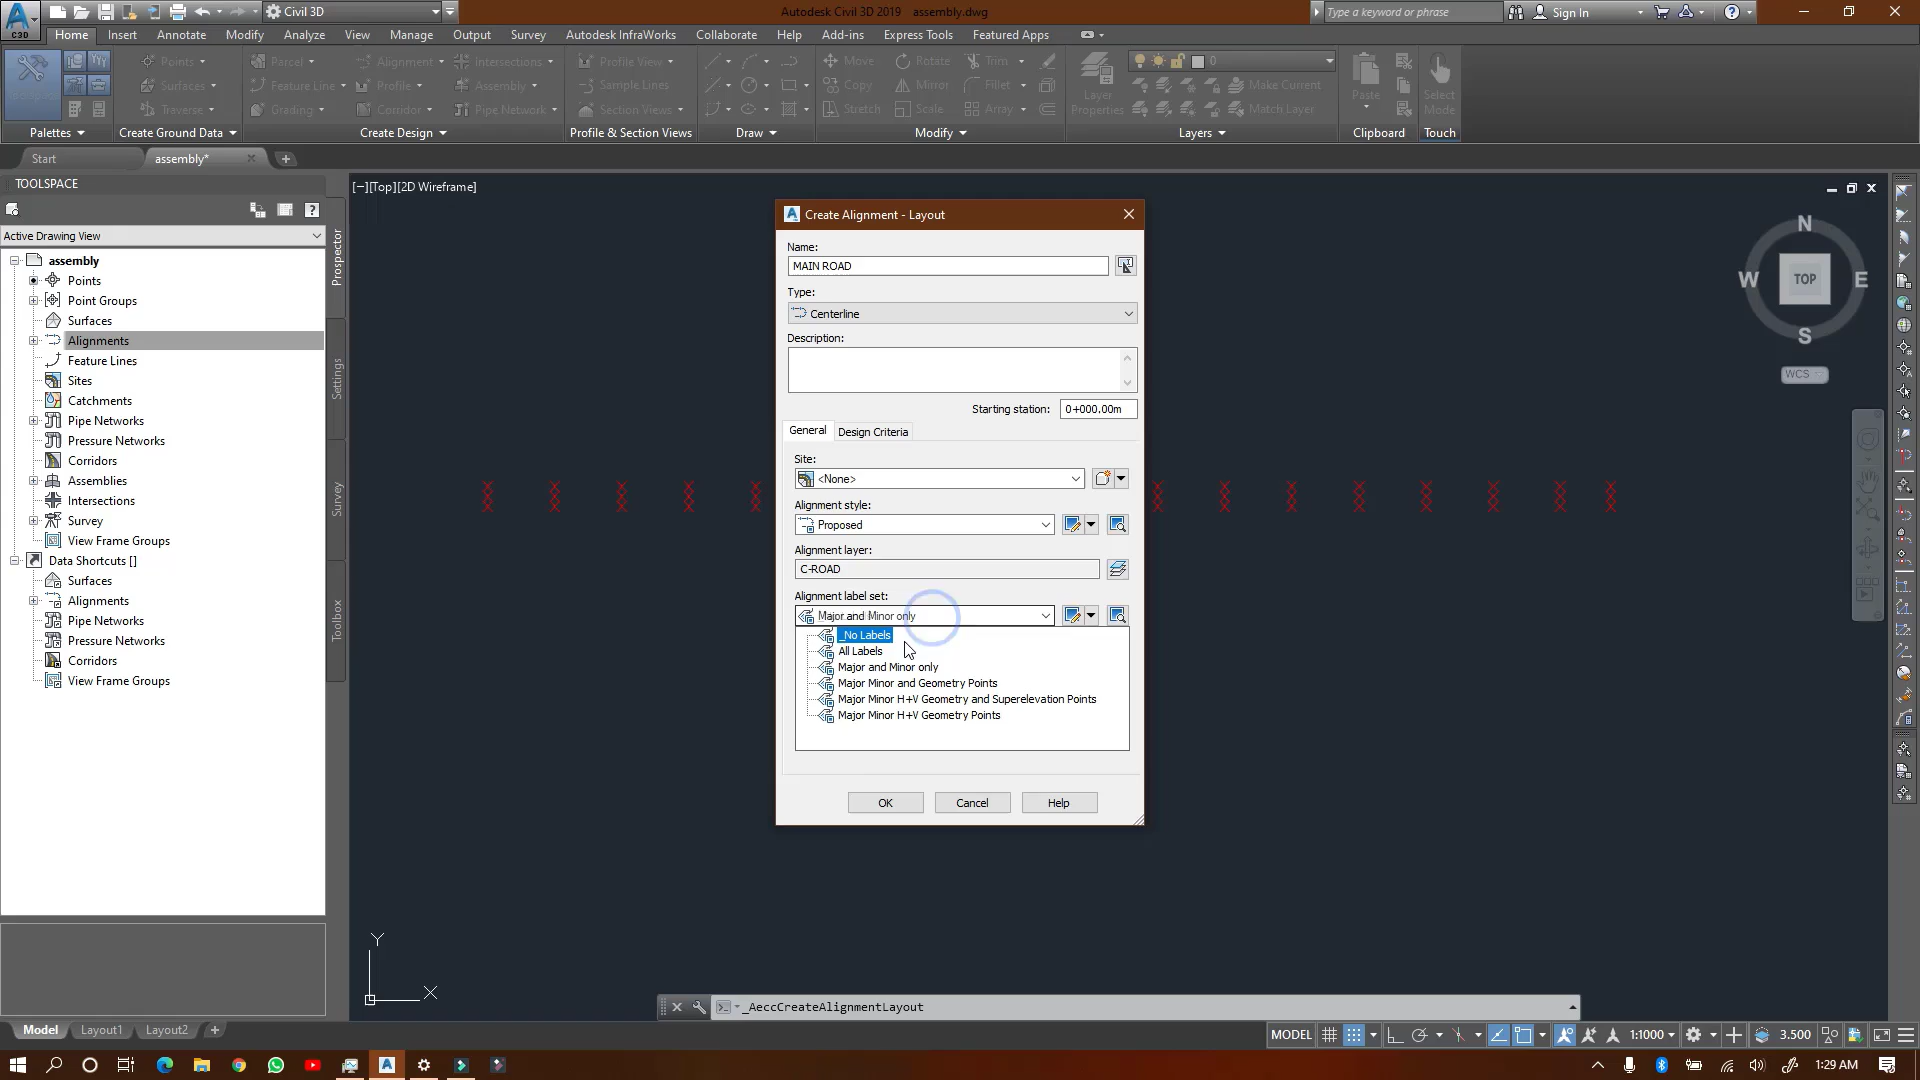 Civil 3D
Autodesk Civil 3D 2019 assembly.dwg
Type a keyword or phrase
Sign In
C3D
Home Insert Annotate Analyze View Manage Output Survey Autodesk InfraWorks Collaborate Help Add-ins Express Tools Featured Apps
Points Parcel Alignment Intersections Profile View Move Rotate Trim 0
Surfaces Feature Line Profile Assembly Sample Lines Copy Mirror Fillet Make Current
Traverse Grading Corridor Pipe Network Section Views Stretch Scale Array Match Layer
Layer Properties
Paste
Select Mode
Palettes Create Ground Data Create Design Profile & Section Views Draw Modify Layers Clipboard Touch
Start assembly*
TOOLSPACE
[−][Top][2D Wireframe]
Active Drawing View
Prospector
Settings
Survey
Toolbox
assembly
Points
Point Groups
Surfaces
Alignments
Feature Lines
Sites
Catchments
Pipe Networks
Pressure Networks
Corridors
Assemblies
Intersections
Survey
View Frame Groups
Data Shortcuts []
Surfaces
Alignments
Pipe Networks
Pressure Networks
Corridors
View Frame Groups
Create Alignment - Layout
Name:
MAIN ROAD
Type:
Centerline
Description:
Starting station: 0+000.00m
General Design Criteria
Site:
<None>
Alignment style:
Proposed
Alignment layer:
C-ROAD
Alignment label set:
Major and Minor only
_No Labels
All Labels
Major and Minor only
Major Minor and Geometry Points
Major Minor H+V Geometry and Superelevation Points
Major Minor H+V Geometry Points
OK Cancel Help
N
W TOP E
S
WCS
Y
X
_AeccCreateAlignmentLayout
Model Layout1 Layout2
MODEL 1:1000 3.500
1:29 AM